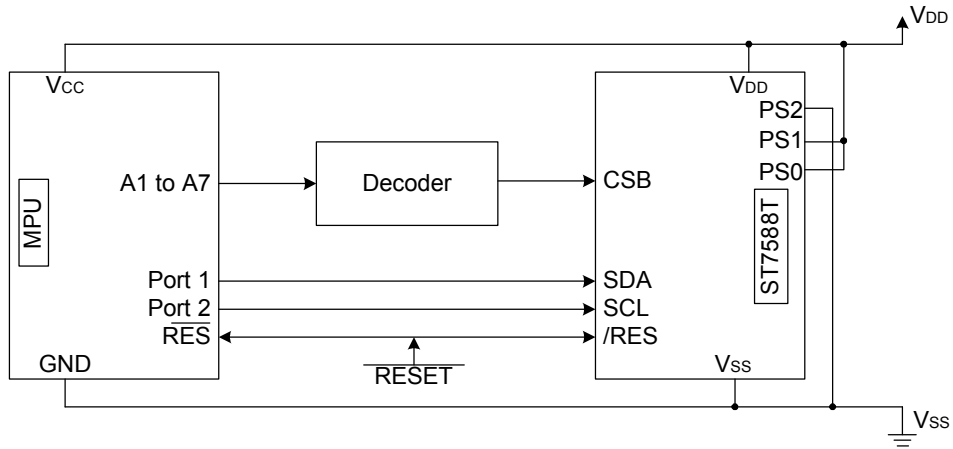 VDD
VCC
VDD
PS2
PS1
PS0
A1 to A7
Decoder
CSB
MPU
ST7588T
Port 1
SDA
Port 2
SCL
RES
/RES
RESET
GND
VSS
VSS